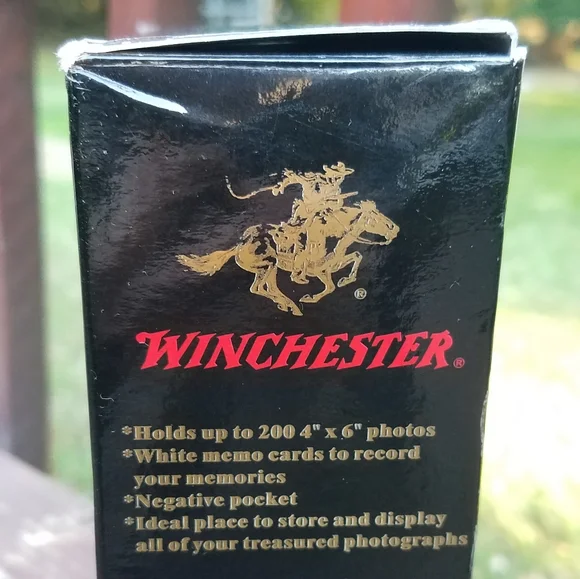 ®
WINCHESTER®
*Holds up to 200 4" x 6" photos
*White memo cards to record
your memories
*Negative pocket
*Ideal place to store and display
all of your treasured photographs